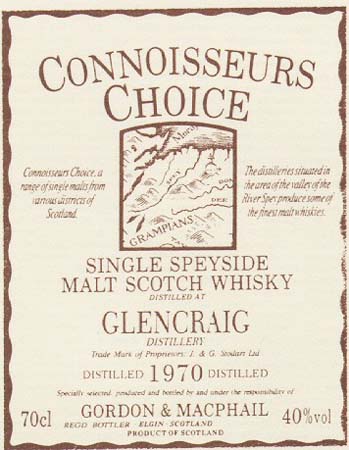 CONNOISSEURS
CHOICE
Connoisseurs Choice, a
range of single malts from
various districts of
Scotland.
The distilleries situated in
the area of the valley of the
River Spey produce some of
the finest malt whiskies.
SPEY
DEE
GRAMPIANS
SINGLE SPEYSIDE
MALT SCOTCH WHISKY
DISTILLED AT
GLENCRAIG
DISTILLERY
Trade Mark of Proprietors: J. & G. Stodart Ltd
DISTILLED 1970 DISTILLED
Specially selected, produced and bottled by and under the responsibility of
70cl GORDON & MACPHAIL 40%vol
REGD. BOTTLER - ELGIN - SCOTLAND
PRODUCT OF SCOTLAND